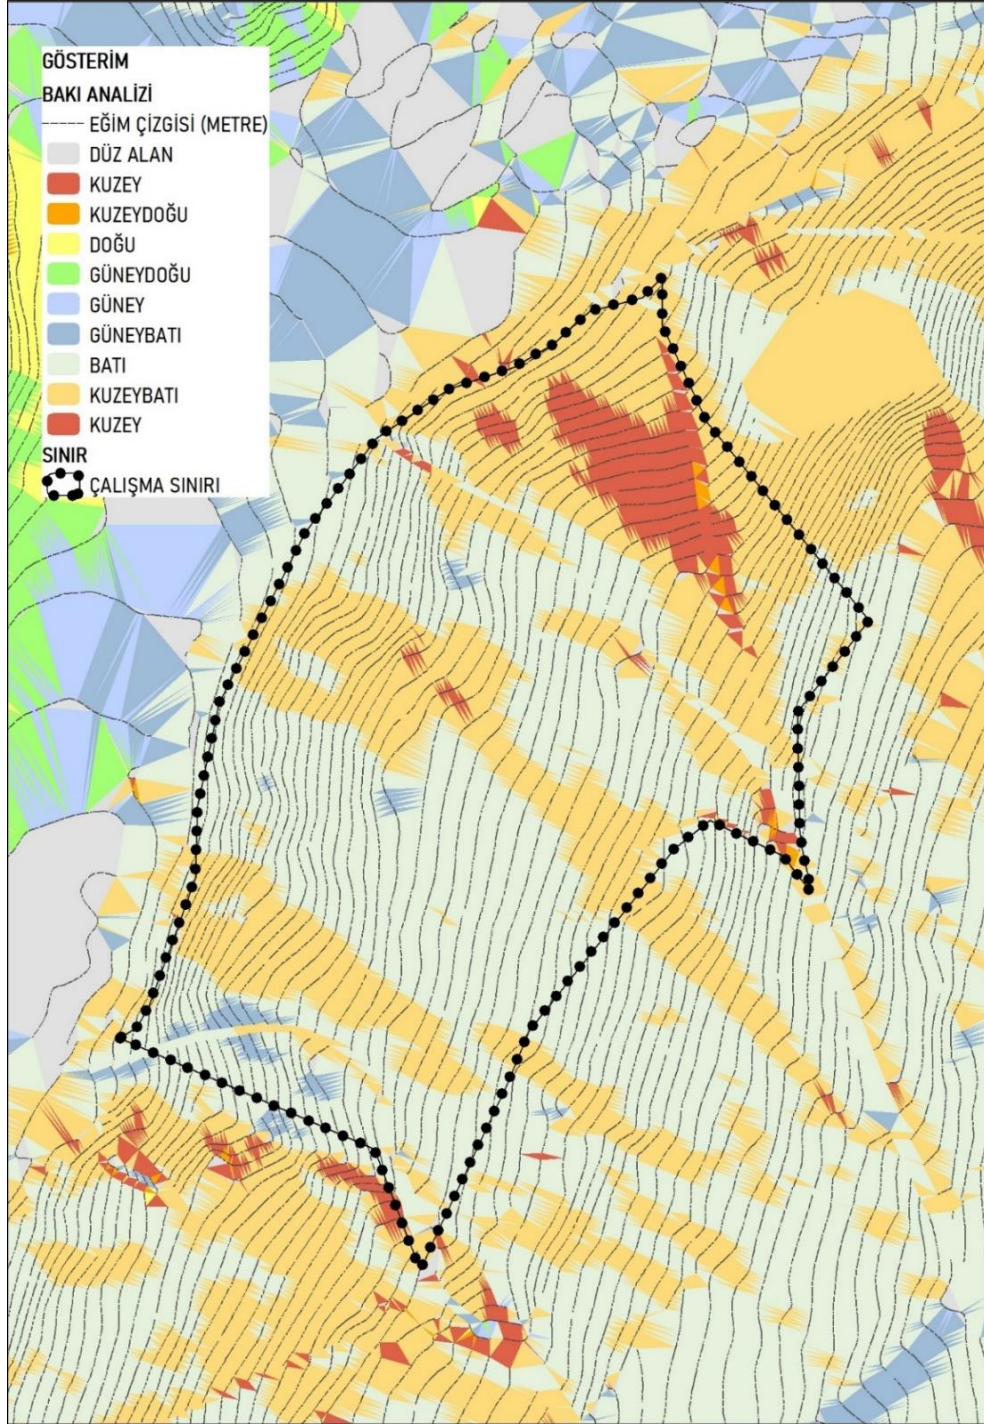 GÖSTERİM
BAKI ANALİZİ
EĞİM ÇİZGİSİ (METRE)
DÜZ ALAN
KUZEY
KUZEYDOĞU
DOĞU
GÜNEYDOĞU
GÜNEY
GÜNEYBATI
BATI
KUZEYBATI
KUZEY
SINIR
ÇALIŞMA SINIRI